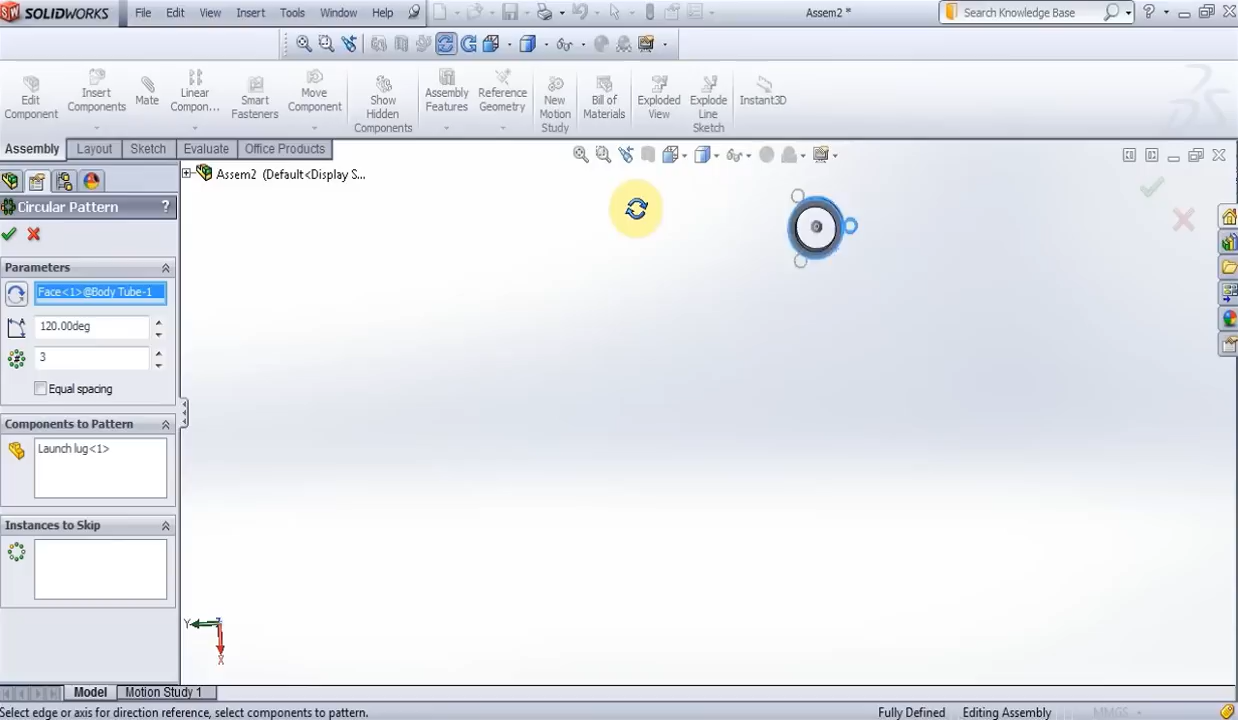 SOLIDWORKS File Edit View Insert Tools Window Help Assem2 * Search Knowledge Base
Edit Component
Insert Components
Mate
Linear Compon...
Smart Fasteners
Move Component
Show Hidden Components
Assembly Features
Reference Geometry
New Motion Study
Bill of Materials
Exploded View
Explode Line Sketch
Instant3D
Assembly Layout Sketch Evaluate Office Products
Assem2 (Default<Display S...
Circular Pattern ?
Parameters
Face<1>@Body Tube-1
120.00deg
3
Equal spacing
Components to Pattern
Launch lug<1>
Instances to Skip
Y
X
Model Motion Study 1
Select edge or axis for direction reference, select components to pattern. Fully Defined Editing Assembly MMGS